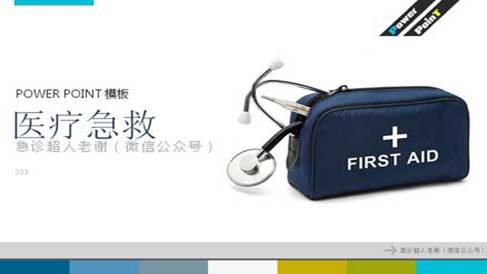 Power
PoinT
POWER POINT 模板
医疗急救
急诊超人老谢（微信公众号）
>>>
FIRST AID
急诊超人老谢（微信公众号）